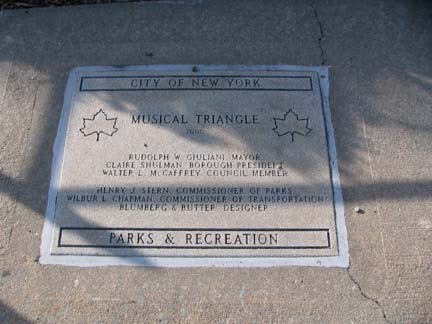 CITY OF NEW YORK
MUSICAL TRIANGLE
2000
RUDOLPH W. GIULIANI, MAYOR
CLAIRE SHULMAN, BOROUGH PRESIDENT
WALTER L. McCAFFREY, COUNCIL MEMBER
HENRY J. STERN, COMMISSIONER OF PARKS
WILBUR L. CHAPMAN, COMMISSIONER OF TRANSPORTATION
BLUMBERG & BUTTER, DESIGNER
PARKS & RECREATION